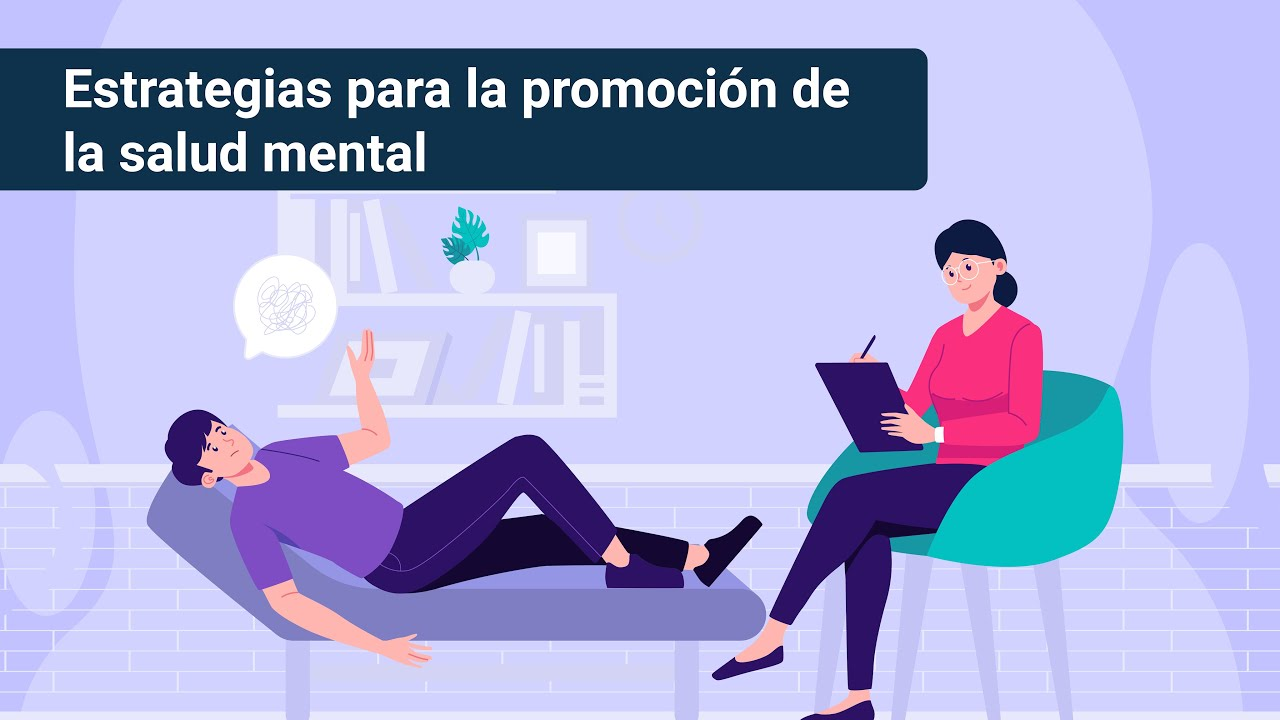 Estrategias para la promoción de
la salud mental